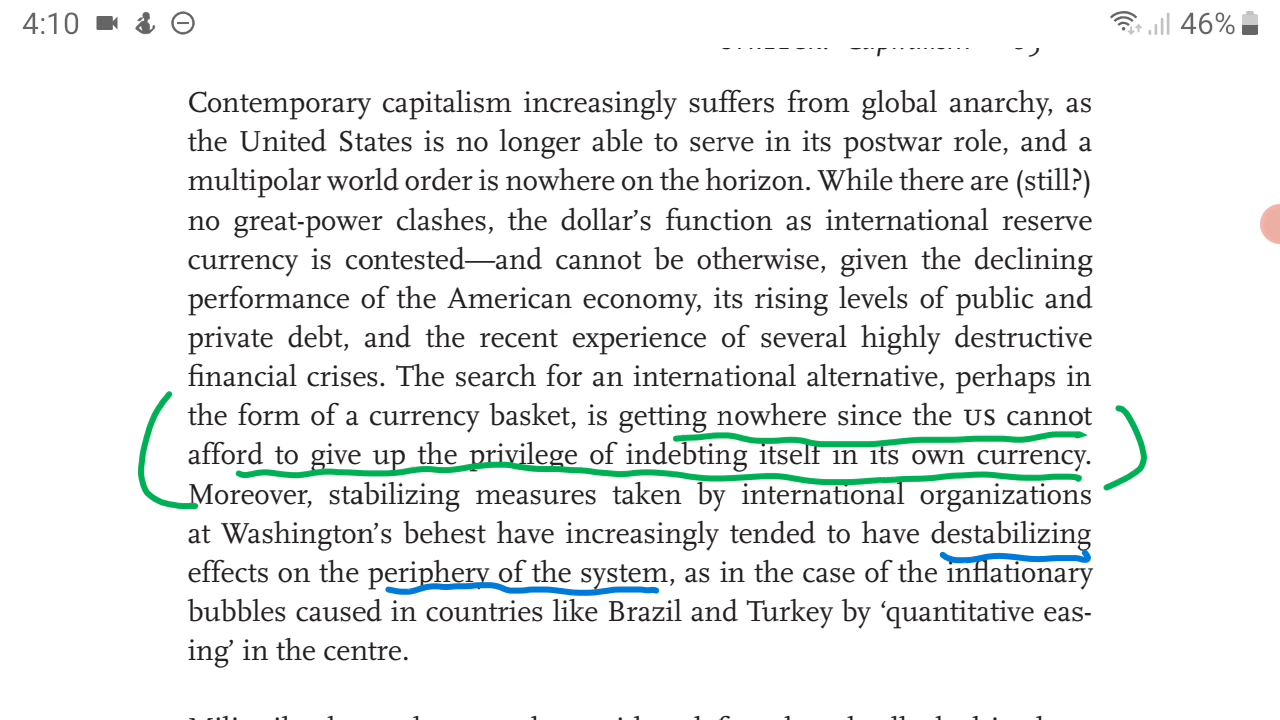 4:10 46%
Contemporary capitalism increasingly suffers from global anarchy, as
the United States is no longer able to serve in its postwar role, and a
multipolar world order is nowhere on the horizon. While there are (still?)
no great-power clashes, the dollar’s function as international reserve
currency is contested—and cannot be otherwise, given the declining
performance of the American economy, its rising levels of public and
private debt, and the recent experience of several highly destructive
financial crises. The search for an international alternative, perhaps in
the form of a currency basket, is getting nowhere since the US cannot
afford to give up the privilege of indebting itself in its own currency.
Moreover, stabilizing measures taken by international organizations
at Washington’s behest have increasingly tended to have destabilizing
effects on the periphery of the system, as in the case of the inflationary
bubbles caused in countries like Brazil and Turkey by ‘quantitative eas-
ing’ in the centre.